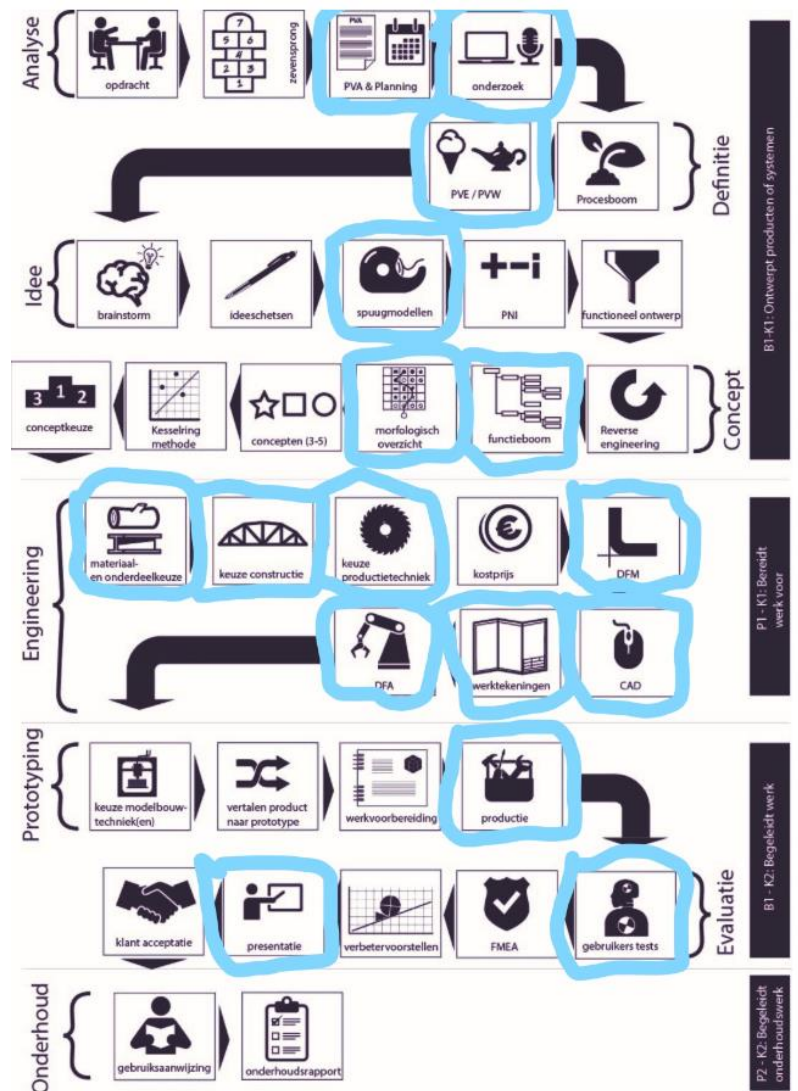 Analyse
opdracht
7
5 6
4
2 3
1
zevensprong
PVA
PVA & Planning
onderzoek
PVE / PVW
Procesboom
Definitie
Idee
brainstorm
ideeschetsen
spuugmodellen
+-i
PNI
functioneel ontwerp
B1-K1: Ontwerpt producten of systemen
3 1 2
conceptkeuze
Kesselring
methode
concepten (3-5)
morfologisch
overzicht
functieboom
Reverse
engineering
Concept
Engineering
materiaal-
en onderdeelkeuze
keuze constructie
keuze
productietechniek
€
kostprijs
DFM
DFA
werktekeningen
CAD
P1 - K1: Bereidt
werk voor
Prototyping
keuze modelbouw-
techniek(en)
vertalen product
naar prototype
werkvoorbereiding
productie
klant acceptatie
presentatie
verbetervoorstellen
FMEA
gebruikers tests
Evaluatie
B1 - K2: Begeleidt werk
Onderhoud
gebruiksaanwijzing
onderhoudsrapport
P2 - K2: Begeleidt
onderhoudswerk